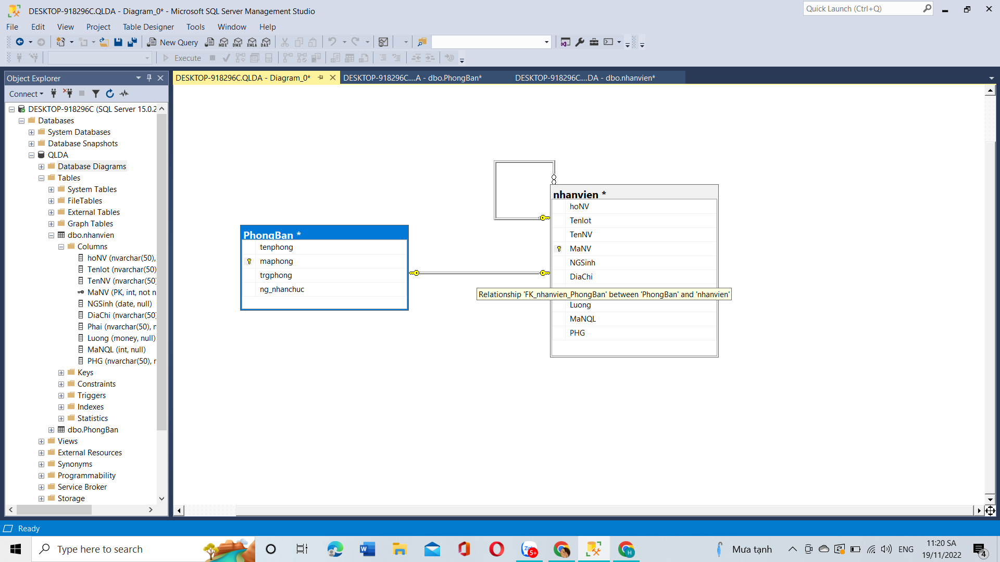 DESKTOP-918296C.QLDA - Diagram_0* - Microsoft SQL Server Management Studio
Quick Launch (Ctrl+Q)
File Edit View Project Table Designer Tools Window Help
New Query MDX DMX XMLA DAX
Execute
Object Explorer
DESKTOP-918296C.QLDA - Diagram_0* DESKTOP-918296C....A - dbo.PhongBan* DESKTOP-918296C....DA - dbo.nhanvien*
Connect
DESKTOP-918296C (SQL Server 15.0.2
Databases
System Databases
Database Snapshots
QLDA
Database Diagrams
Tables
System Tables
FileTables
External Tables
Graph Tables
dbo.nhanvien
Columns
hoNV (nvarchar(50),
Tenlot (nvarchar(50)
TenNV (nvarchar(50)
MaNV (PK, int, not n
NGSinh (date, null)
DiaChi (nvarchar(50)
Phai (nvarchar(50), n
Luong (money, null)
MaNQL (int, null)
PHG (nvarchar(50), n
Keys
Constraints
Triggers
Indexes
Statistics
dbo.PhongBan
Views
External Resources
Synonyms
Programmability
Service Broker
Storage
PhongBan *
tenphong
maphong
trgphong
ng_nhanchuc
nhanvien *
hoNV
Tenlot
TenNV
MaNV
NGSinh
DiaChi
Relationship 'FK_nhanvien_PhongBan' between 'PhongBan' and 'nhanvien'
Luong
MaNQL
PHG
Ready
Type here to search
Zalo
5+
H
Mưa tạnh
ENG
11:20 SA
19/11/2022
4